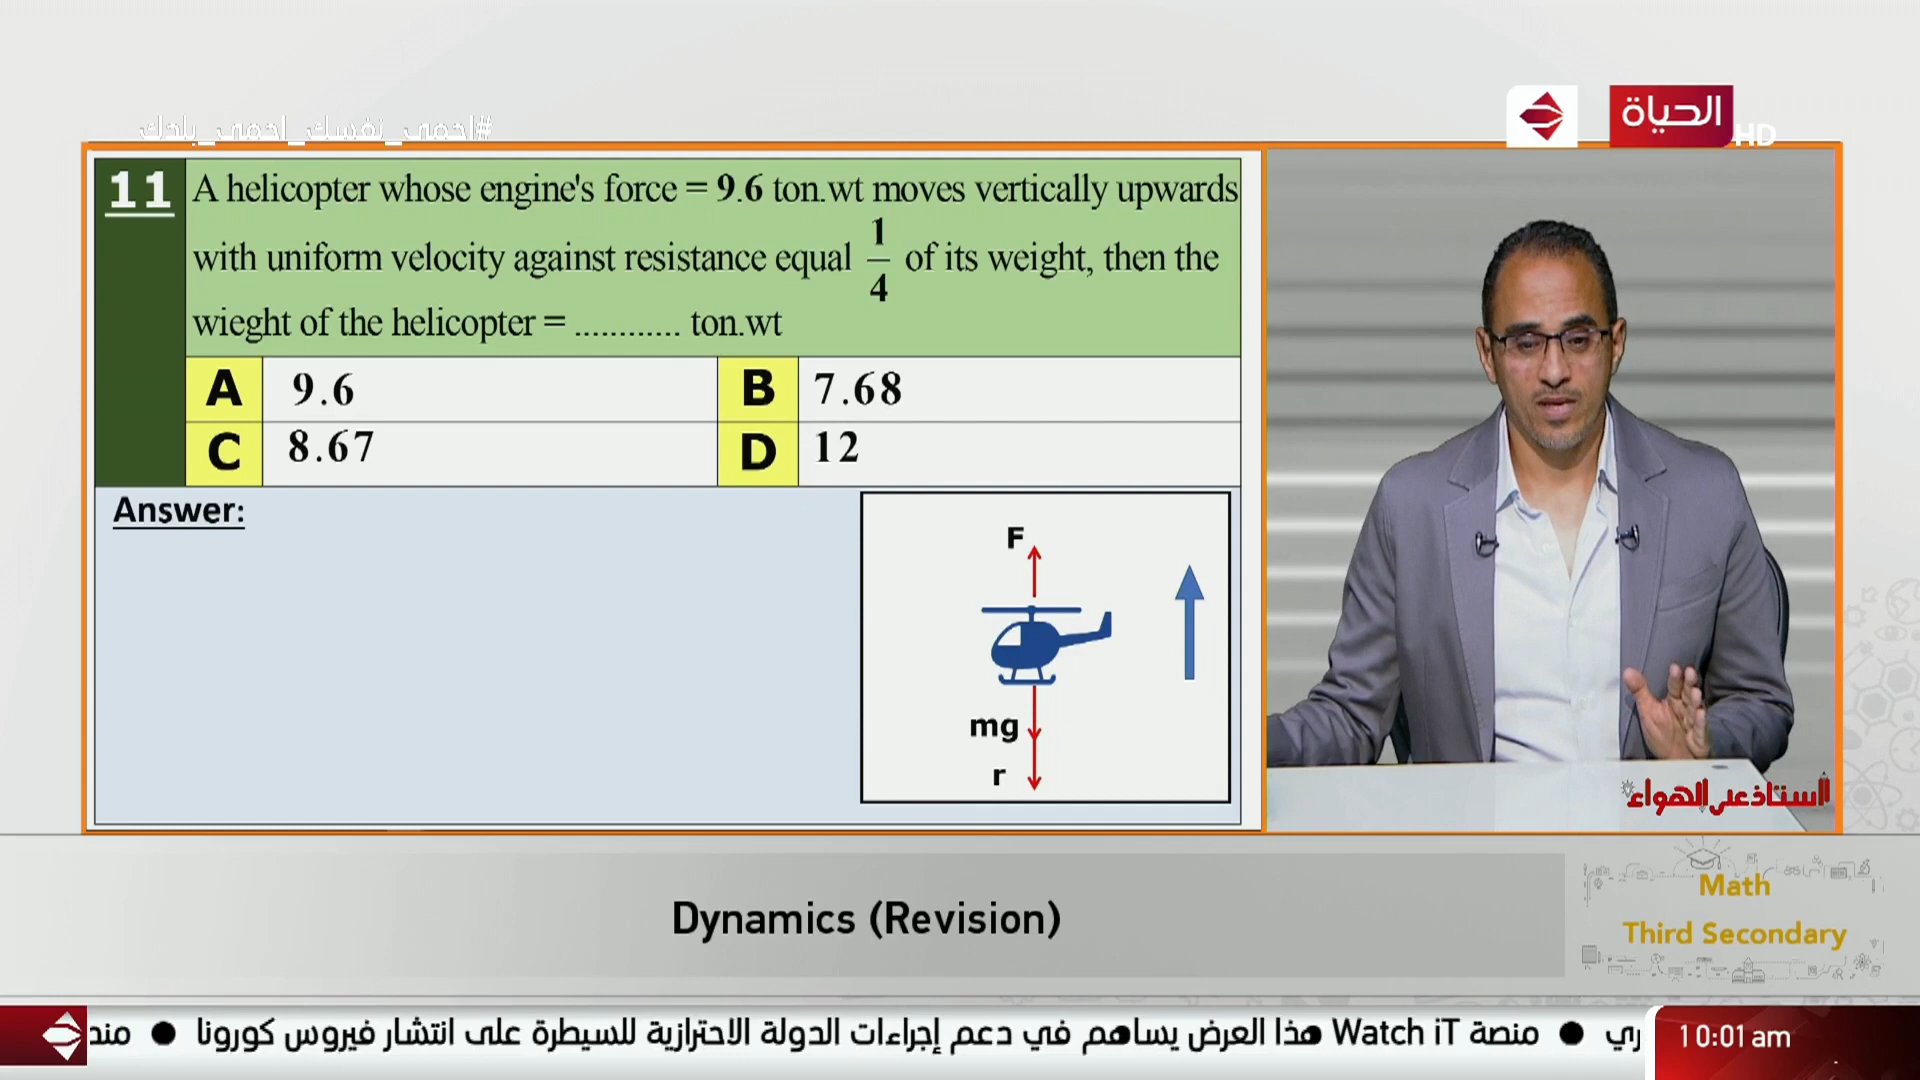 #احمي_نفسك_احمي_بلدك
الحياة
HD
11
A helicopter whose engine's force = 9.6 ton.wt moves vertically upwards
with uniform velocity against resistance equal 1/4 of its weight, then the
wieght of the helicopter = ............ ton.wt
A 9.6
B 7.68
C 8.67
D 12
Answer:
F
mg
r
أستاذ على الهواء
Dynamics (Revision)
Math
Third Secondary
ري ● منصة Watch iT هذا العرض يساهم في دعم إجراءات الدولة الاحترازية للسيطرة على انتشار فيروس كورونا ● منص
10:01 am